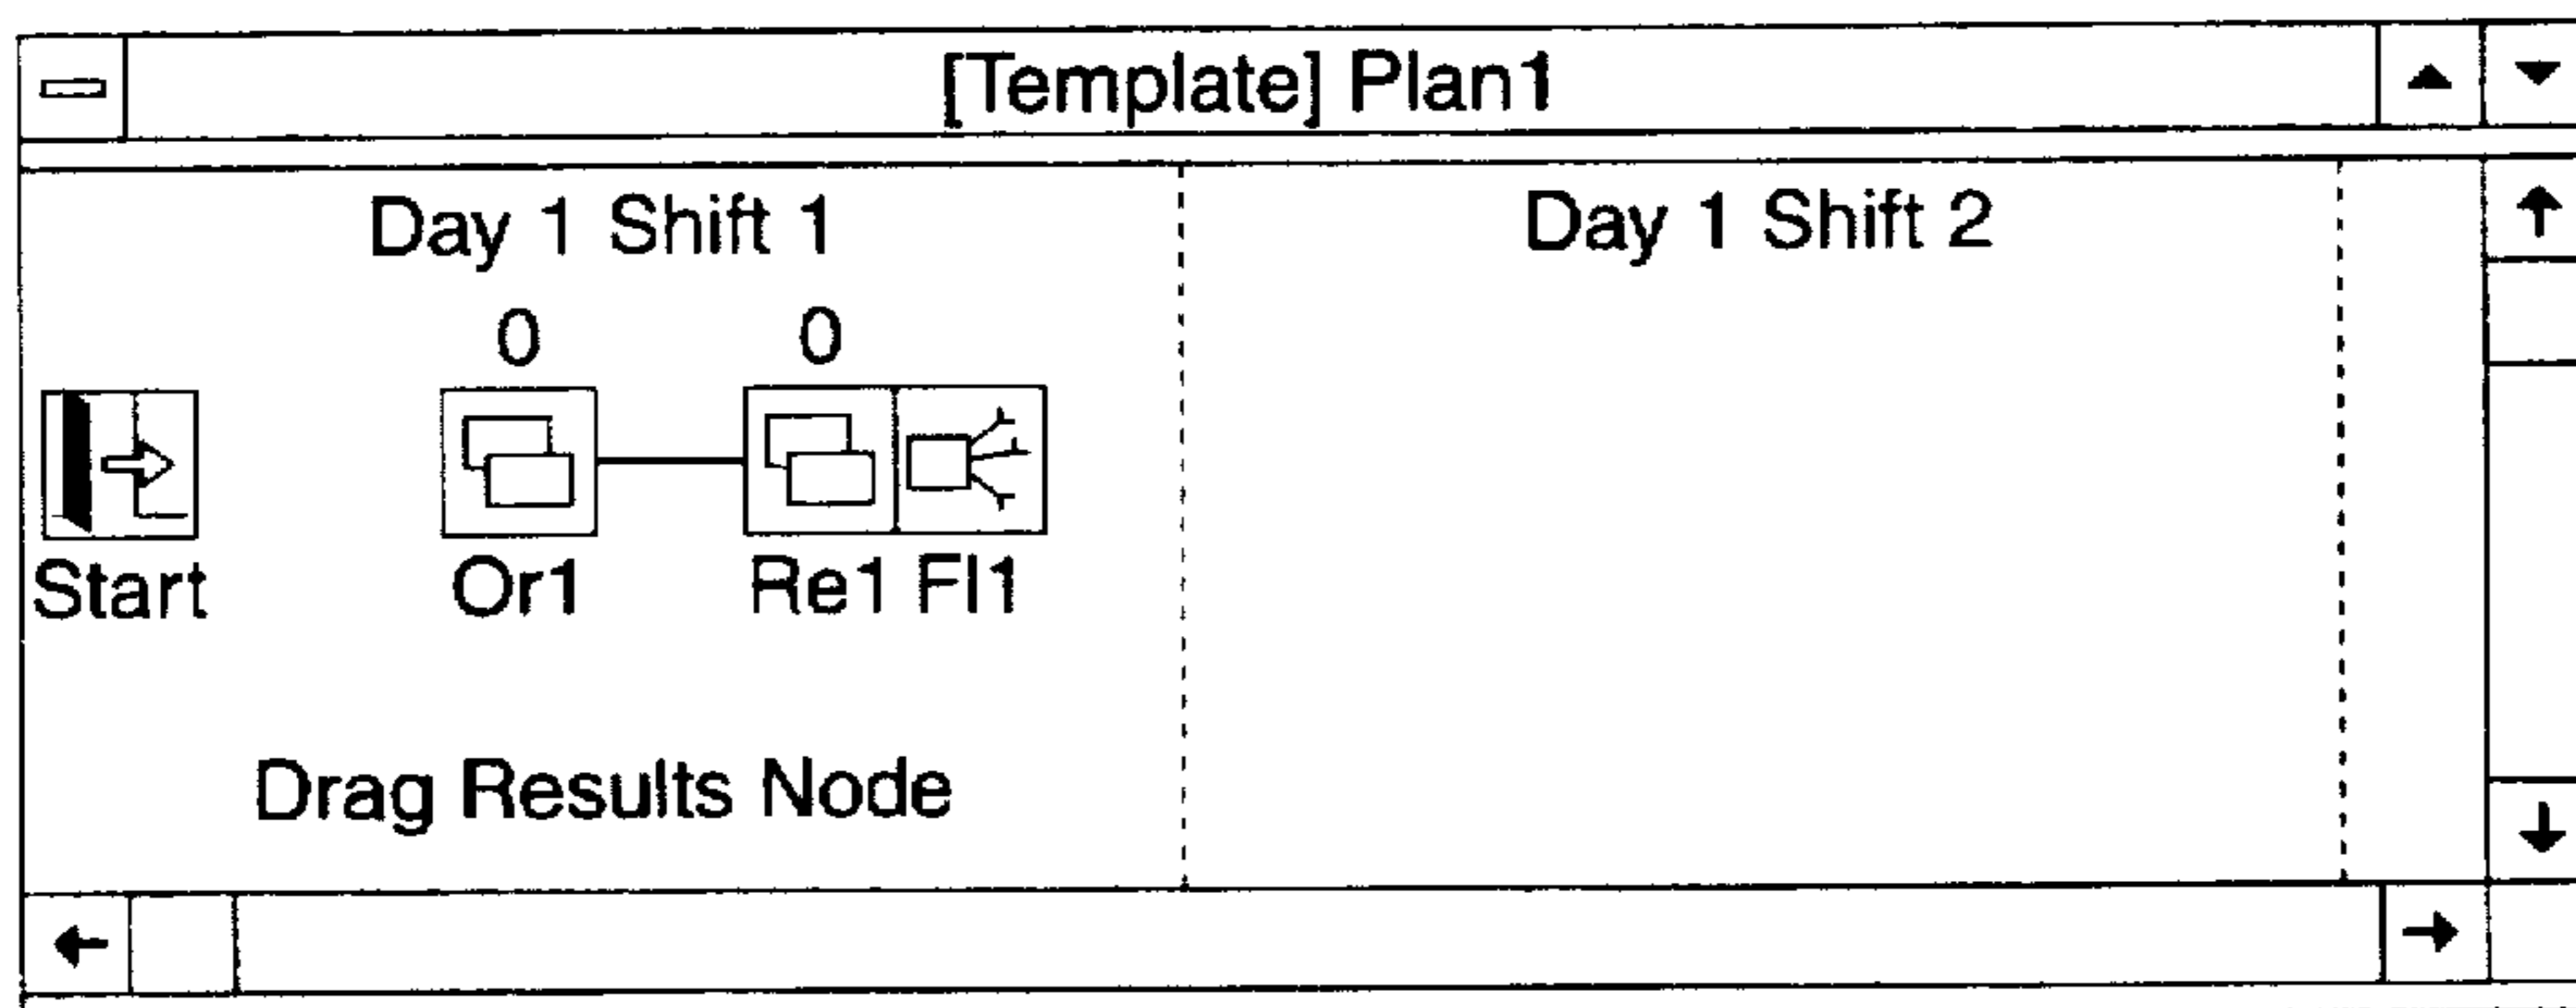 [Template] Plan1
Day 1 Shift 1 Day 1 Shift 2
0 0
Start Or1 Re1 Fl1
Drag Results Node